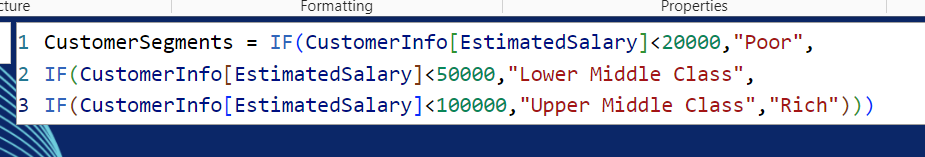 cture Formatting Properties
1 CustomerSegments = IF(CustomerInfo[EstimatedSalary]<20000,"Poor",
2 IF(CustomerInfo[EstimatedSalary]<50000,"Lower Middle Class",
3 IF(CustomerInfo[EstimatedSalary]<100000,"Upper Middle Class","Rich")))